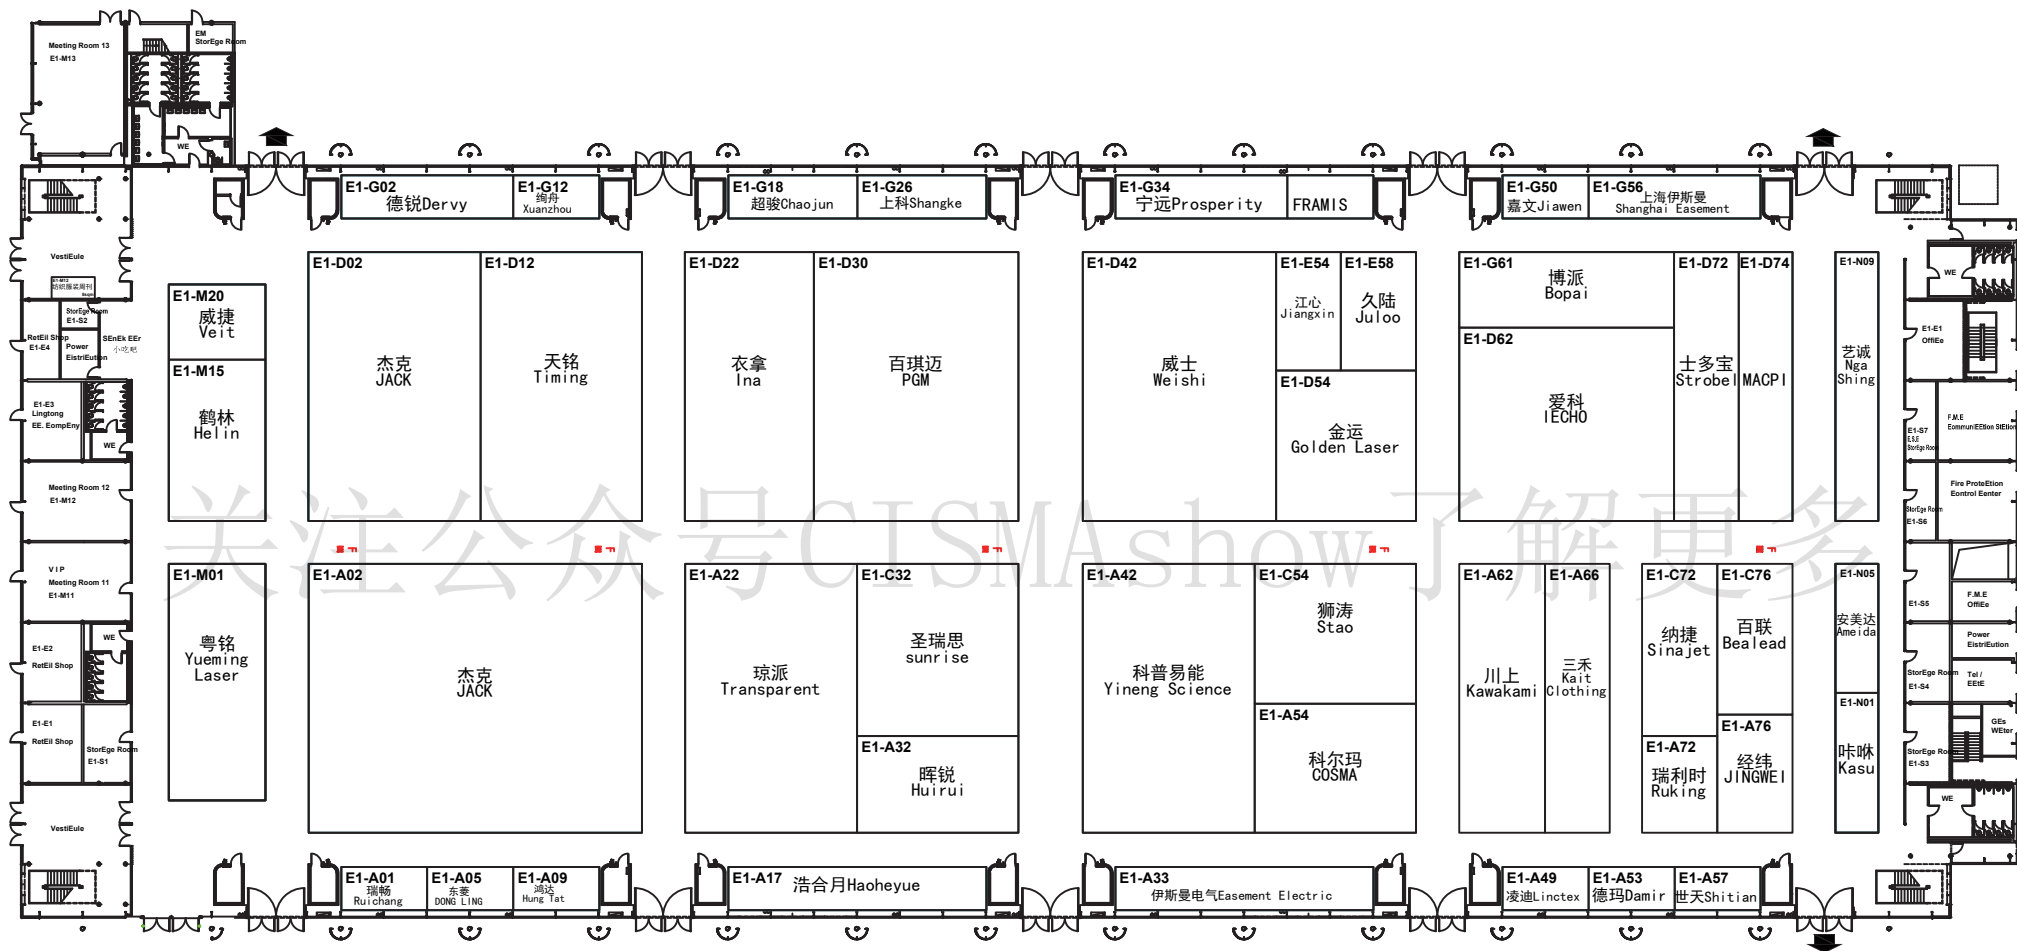 Meeting Room 13
E1-M13
EM
StorEge Room
WE
E1-G02
德锐Dervy
E1-G12
绚舟
Xuanzhou
E1-G18
超骏Chaojun
E1-G26
上科Shangke
E1-G34
宁远Prosperity
FRAMIS
E1-G50
嘉文Jiawen
E1-G56
上海伊斯曼
Shanghai Easement
VestiEule
E1-M12
纺织服装周刊
StorEge Room
E1-S2
RetEil Shop
E1-E4
Power
EistriEution
SEnEk EEr
小吃吧
E1-E3
Lingtong
EE. EompEny
WE
Meeting Room 12
E1-M12
V I P
Meeting Room 11
E1-M11
WE
E1-E2
RetEil Shop
E1-E1
RetEil Shop
StorEge Room
E1-S1
VestiEule
E1-M20
威捷
Veit
E1-M15
鹤林
Helin
E1-D02
杰克
JACK
E1-D12
天铭
Timing
E1-D22
衣拿
Ina
E1-D30
百琪迈
PGM
E1-D42
威士
Weishi
E1-E54
江心
Jiangxin
E1-E58
久陆
Juloo
E1-D54
金运
Golden Laser
E1-G61
博派
Bopai
E1-D62
爱科
IECHO
E1-D72
士多宝
Strobel
E1-D74
MACPI
E1-N09
艺诚
Nga
Shing
WE
E1-E1
OffiEe
F.M.E
EommuniEEtion StEtion
E1-S7
E.S.E
StorEge Room
Fire ProteEtion
Eontrol Eenter
StorEge Room
E1-S6
关注公众号CISMAshow了解更多
F
F
F
F
F
E1-M01
粤铭
Yueming
Laser
E1-A02
杰克
JACK
E1-A22
琼派
Transparent
E1-C32
圣瑞思
sunrise
E1-A32
晖锐
Huirui
E1-A42
科普易能
Yineng Science
E1-C54
狮涛
Stao
E1-A54
科尔玛
COSMA
E1-A62
川上
Kawakami
E1-A66
三禾
Kait
Clothing
E1-C72
纳捷
Sinajet
E1-C76
百联
Bealead
E1-A72
瑞利时
Ruking
E1-A76
经纬
JINGWEI
E1-N05
安美达
Ameida
E1-N01
咔咻
Kasu
E1-S5
F.M.E
OffiEe
Power
EistriEution
StorEge Room
E1-S4
Tel /
EEtE
GEs
WEter
StorEge Room
E1-S3
WE
E1-A01
瑞畅
Ruichang
E1-A05
东菱
DONG LING
E1-A09
鸿达
Hung Tat
E1-A17
浩合月Haoheyue
E1-A33
伊斯曼电气Easement Electric
E1-A49
凌迪Linctex
E1-A53
德玛Damir
E1-A57
世天Shitian